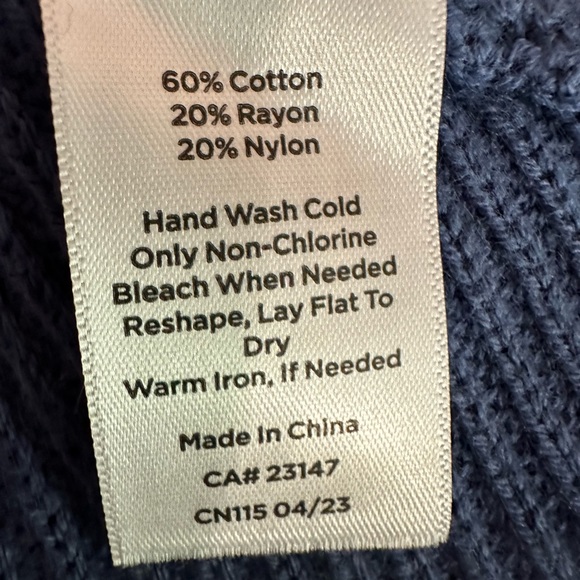 60% Cotton
20% Rayon
20% Nylon
Hand Wash Cold
Only Non-Chlorine
Bleach When Needed
Reshape, Lay Flat To
Dry
Warm Iron, If Needed
Made In China
CA# 23147
CN115 04/23